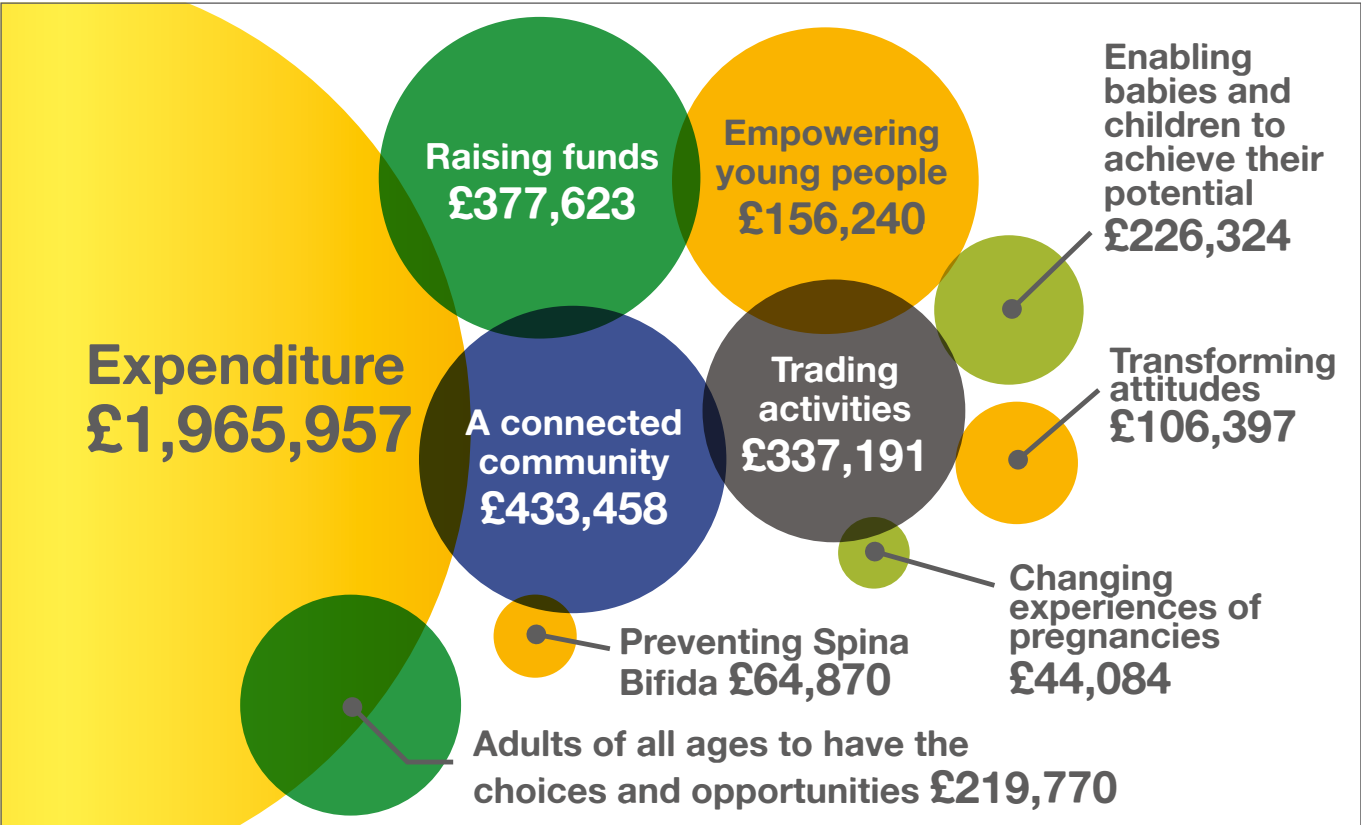 Expenditure
£1,965,957
Raising funds
£377,623
Empowering
young people
£156,240
Enabling
babies and
children to
achieve their
potential
£226,324
A connected
community
£433,458
Trading
activities
£337,191
Transforming
attitudes
£106,397
Changing
experiences of
pregnancies
£44,084
Preventing Spina
Bifida £64,870
Adults of all ages to have the
choices and opportunities £219,770